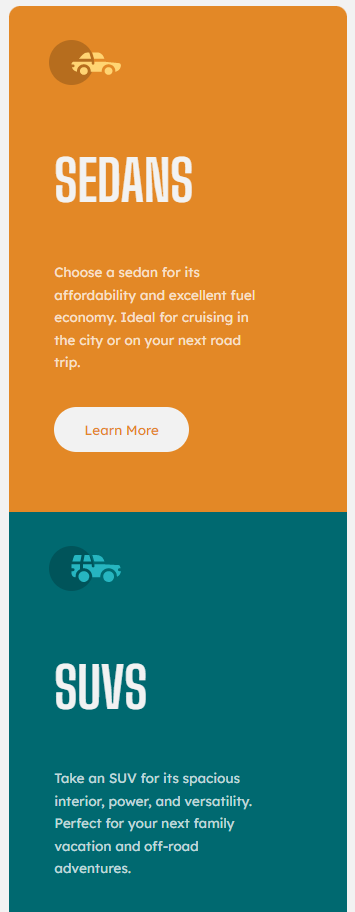 SEDANS
Choose a sedan for its
affordability and excellent fuel
economy. Ideal for cruising in
the city or on your next road
trip.
Learn More
SUVS
Take an SUV for its spacious
interior, power, and versatility.
Perfect for your next family
vacation and off-road
adventures.